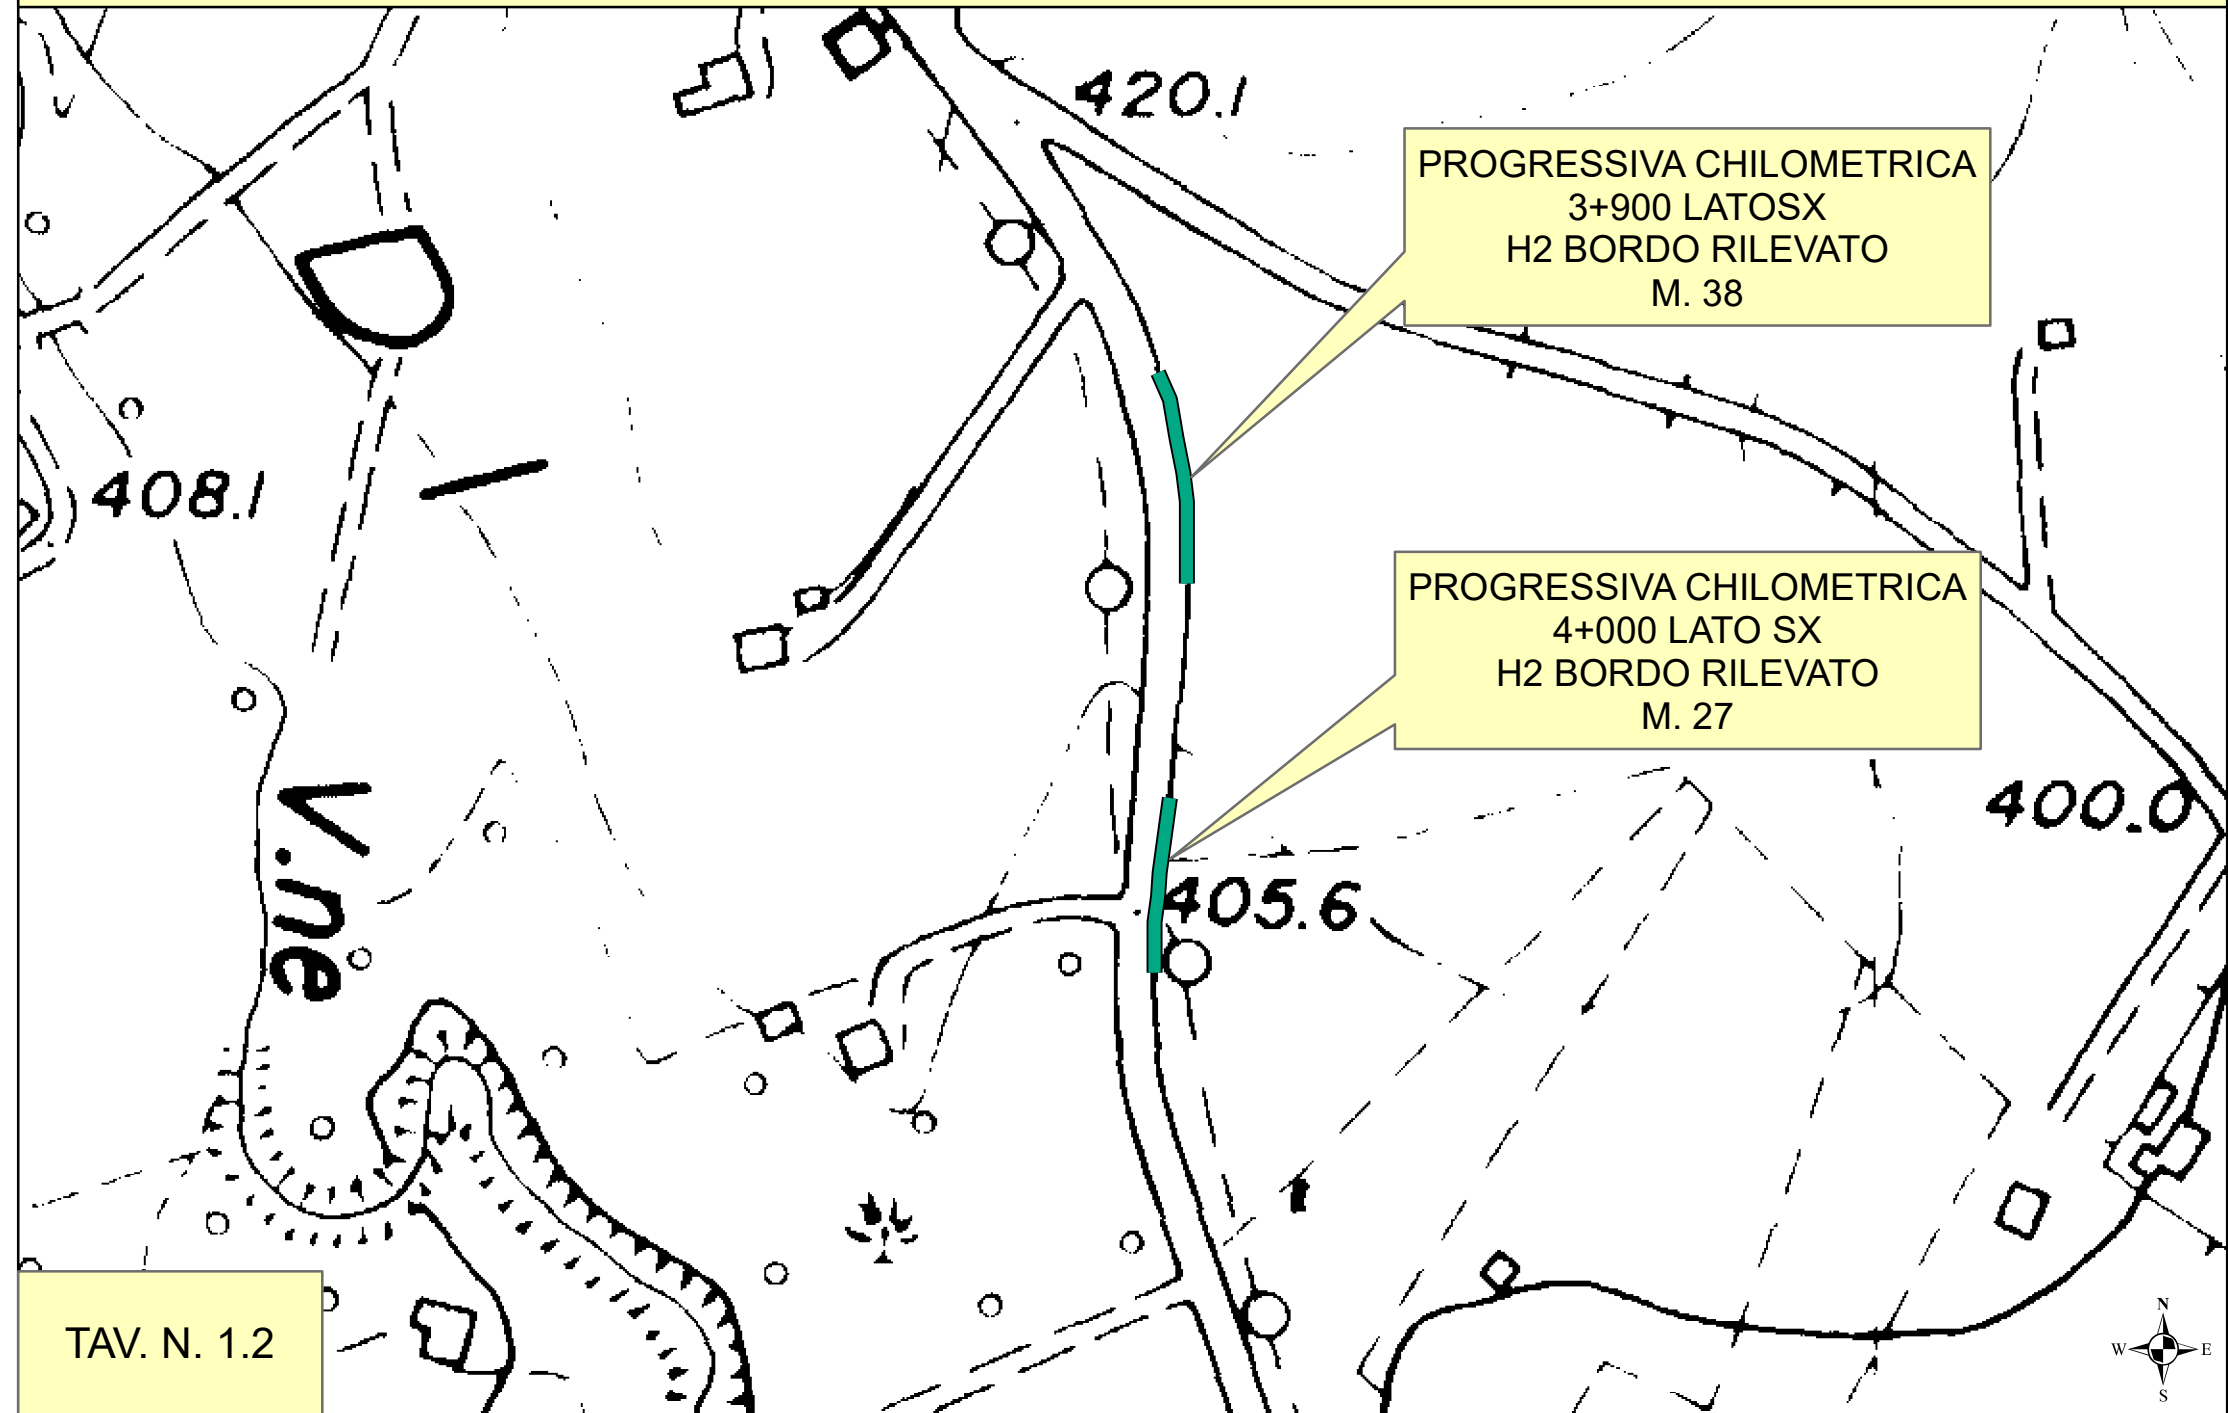 420.1
PROGRESSIVA CHILOMETRICA
3+900 LATOSX
H2 BORDO RILEVATO
M. 38
408.1
PROGRESSIVA CHILOMETRICA
4+000 LATO SX
H2 BORDO RILEVATO
M. 27
400.0
V.ne
405.6
TAV. N. 1.2
N
W E
S